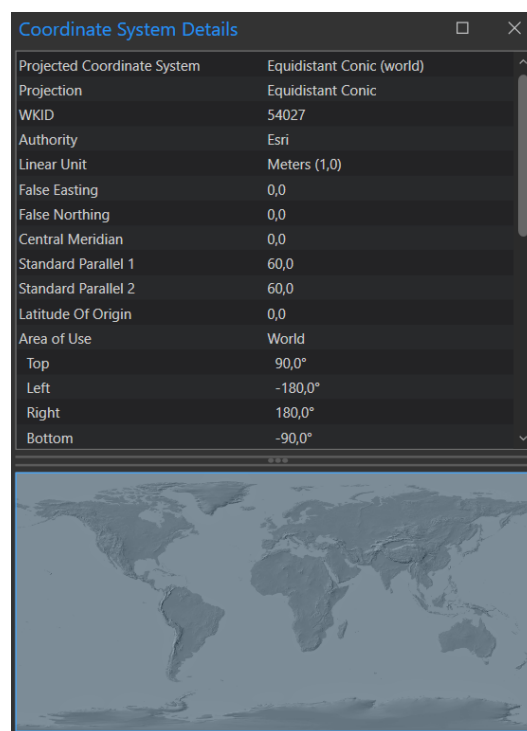 Coordinate System Details
Projected Coordinate System Equidistant Conic (world)
Projection Equidistant Conic
WKID 54027
Authority Esri
Linear Unit Meters (1,0)
False Easting 0,0
False Northing 0,0
Central Meridian 0,0
Standard Parallel 1 60,0
Standard Parallel 2 60,0
Latitude Of Origin 0,0
Area of Use World
Top 90,0°
Left -180,0°
Right 180,0°
Bottom -90,0°